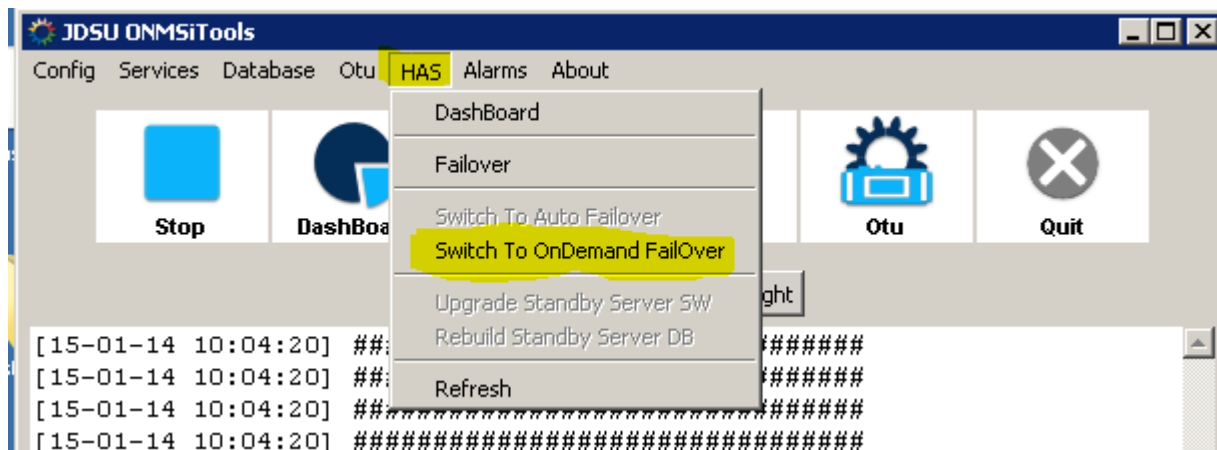 JDSU ONMSiTools
Config Services Database Otu HAS Alarms About
DashBoard
Failover
Switch To Auto Failover
Switch To OnDemand FailOver
Upgrade Standby Server SW
Rebuild Standby Server DB
Refresh
Stop DashBoa Otu Quit
ght
[15-01-14 10:04:20] ## #######
[15-01-14 10:04:20] ## #######
[15-01-14 10:04:20] ################################
[15-01-14 10:04:20] ################################